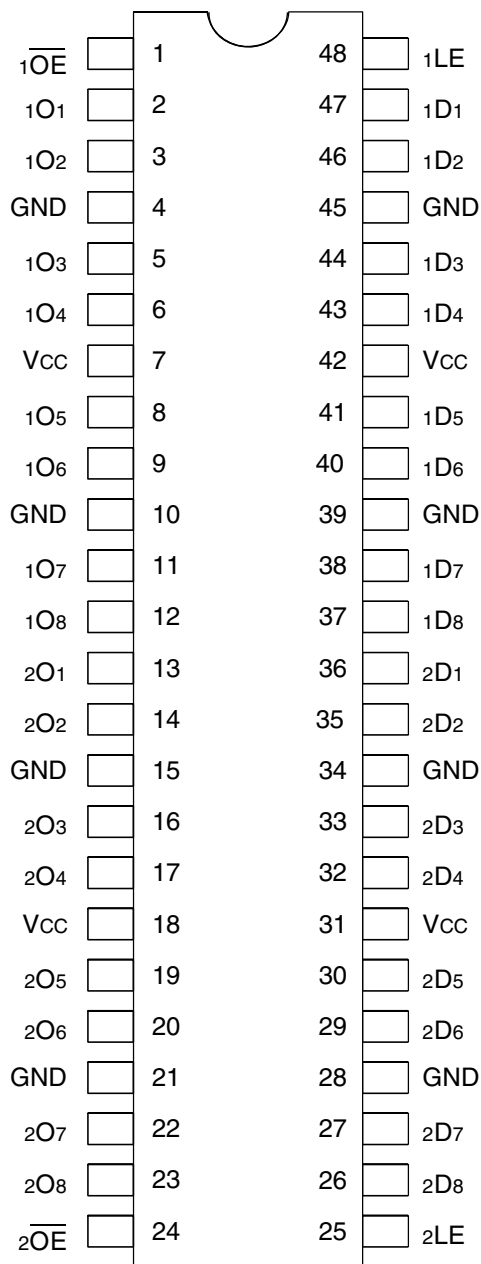 1O̅E̅ 1 48 1LE
1O1 2 47 1D1
1O2 3 46 1D2
GND 4 45 GND
1O3 5 44 1D3
1O4 6 43 1D4
VCC 7 42 VCC
1O5 8 41 1D5
1O6 9 40 1D6
GND 10 39 GND
1O7 11 38 1D7
1O8 12 37 1D8
2O1 13 36 2D1
2O2 14 35 2D2
GND 15 34 GND
2O3 16 33 2D3
2O4 17 32 2D4
VCC 18 31 VCC
2O5 19 30 2D5
2O6 20 29 2D6
GND 21 28 GND
2O7 22 27 2D7
2O8 23 26 2D8
2O̅E̅ 24 25 2LE